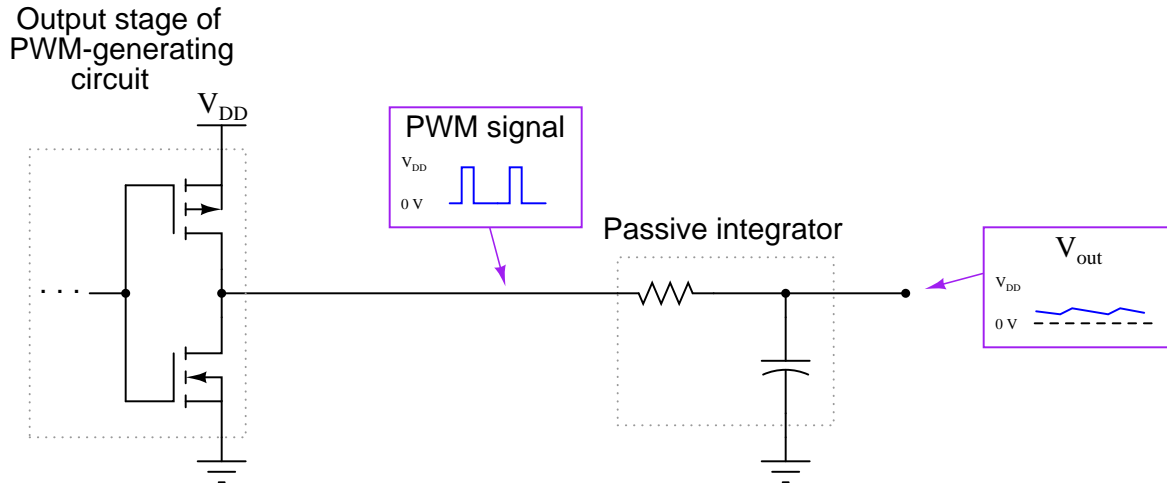 Output stage of
PWM-generating
circuit
VDD
PWM signal
VDD
0 V
Passive integrator
Vout
VDD
0 V
. . .